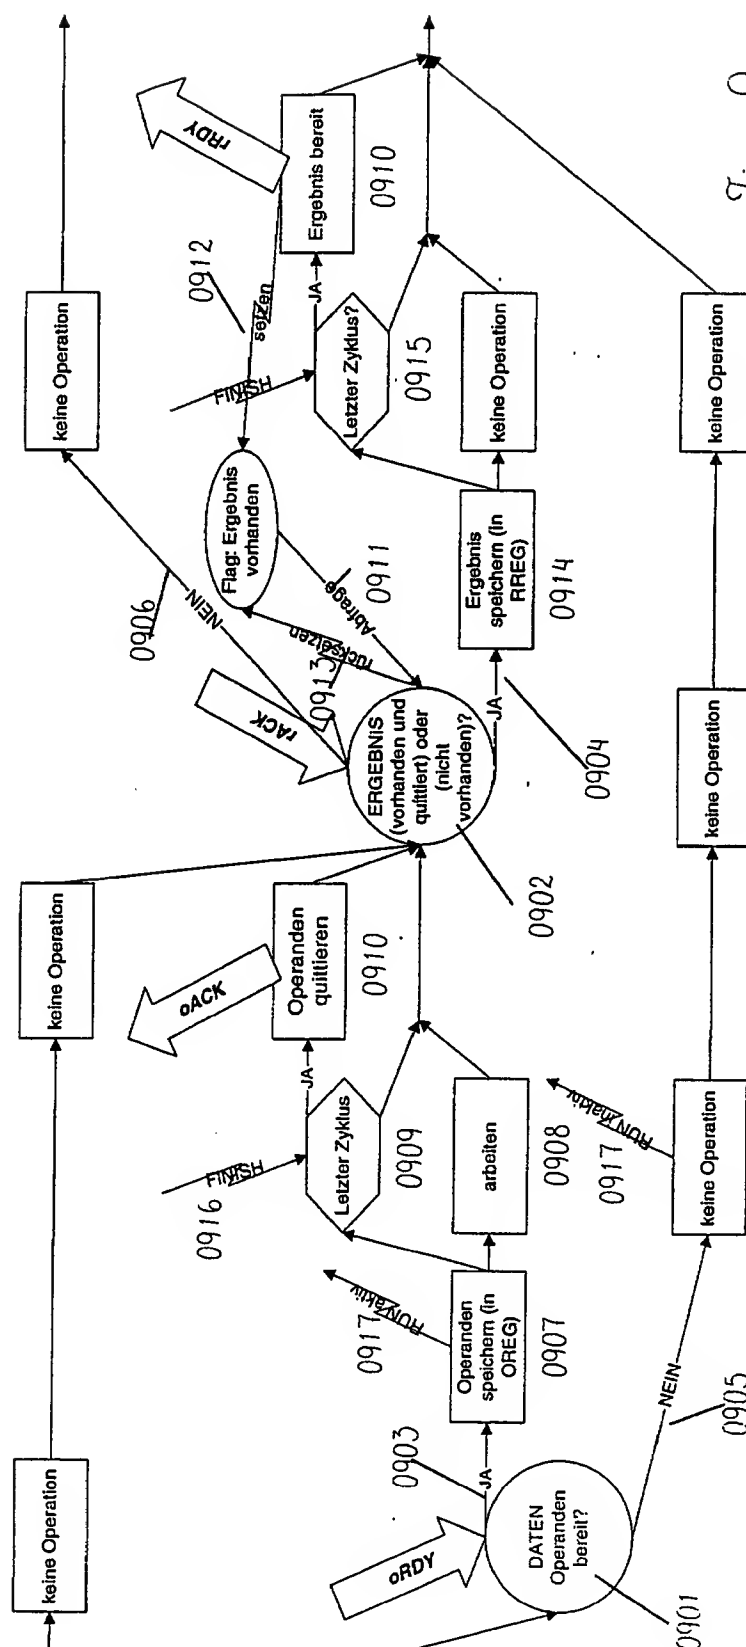 keine Operation
keine Operation
keine Operation
oACK
rACK
NEIN
0906
0912
rRDY
0916
FINISH
Letzter Zyklus
0909
JA
Operanden
quittieren
0910
Flag: Ergebnis
vorhanden
setzen
FINISH
Letzter Zyklus?
0915
JA
Ergebnis bereit
0910
rücksetzen
0913
Abfrage
0911
oRDY
DATEN
Operanden
bereit?
0901
0903
JA
Operanden
speichern (in
OREG)
0907
0917
RUN aktiv
arbeiten
0908
ERGEBNIS
(vorhanden und
quittiert) oder
(nicht
vorhanden)?
0902
JA
0904
Ergebnis
speichern (in
RREG)
0914
keine Operation
NEIN
0905
keine Operation
0917
RUN inaktiv
keine Operation
keine Operation
keine Operation